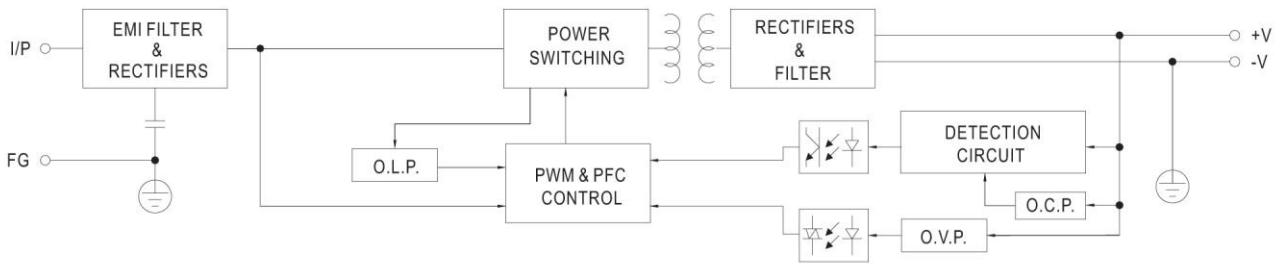 I/P
EMI FILTER
&
RECTIFIERS
POWER
SWITCHING
RECTIFIERS
&
FILTER
+V
-V
FG
O.L.P.
PWM & PFC
CONTROL
DETECTION
CIRCUIT
O.C.P.
O.V.P.